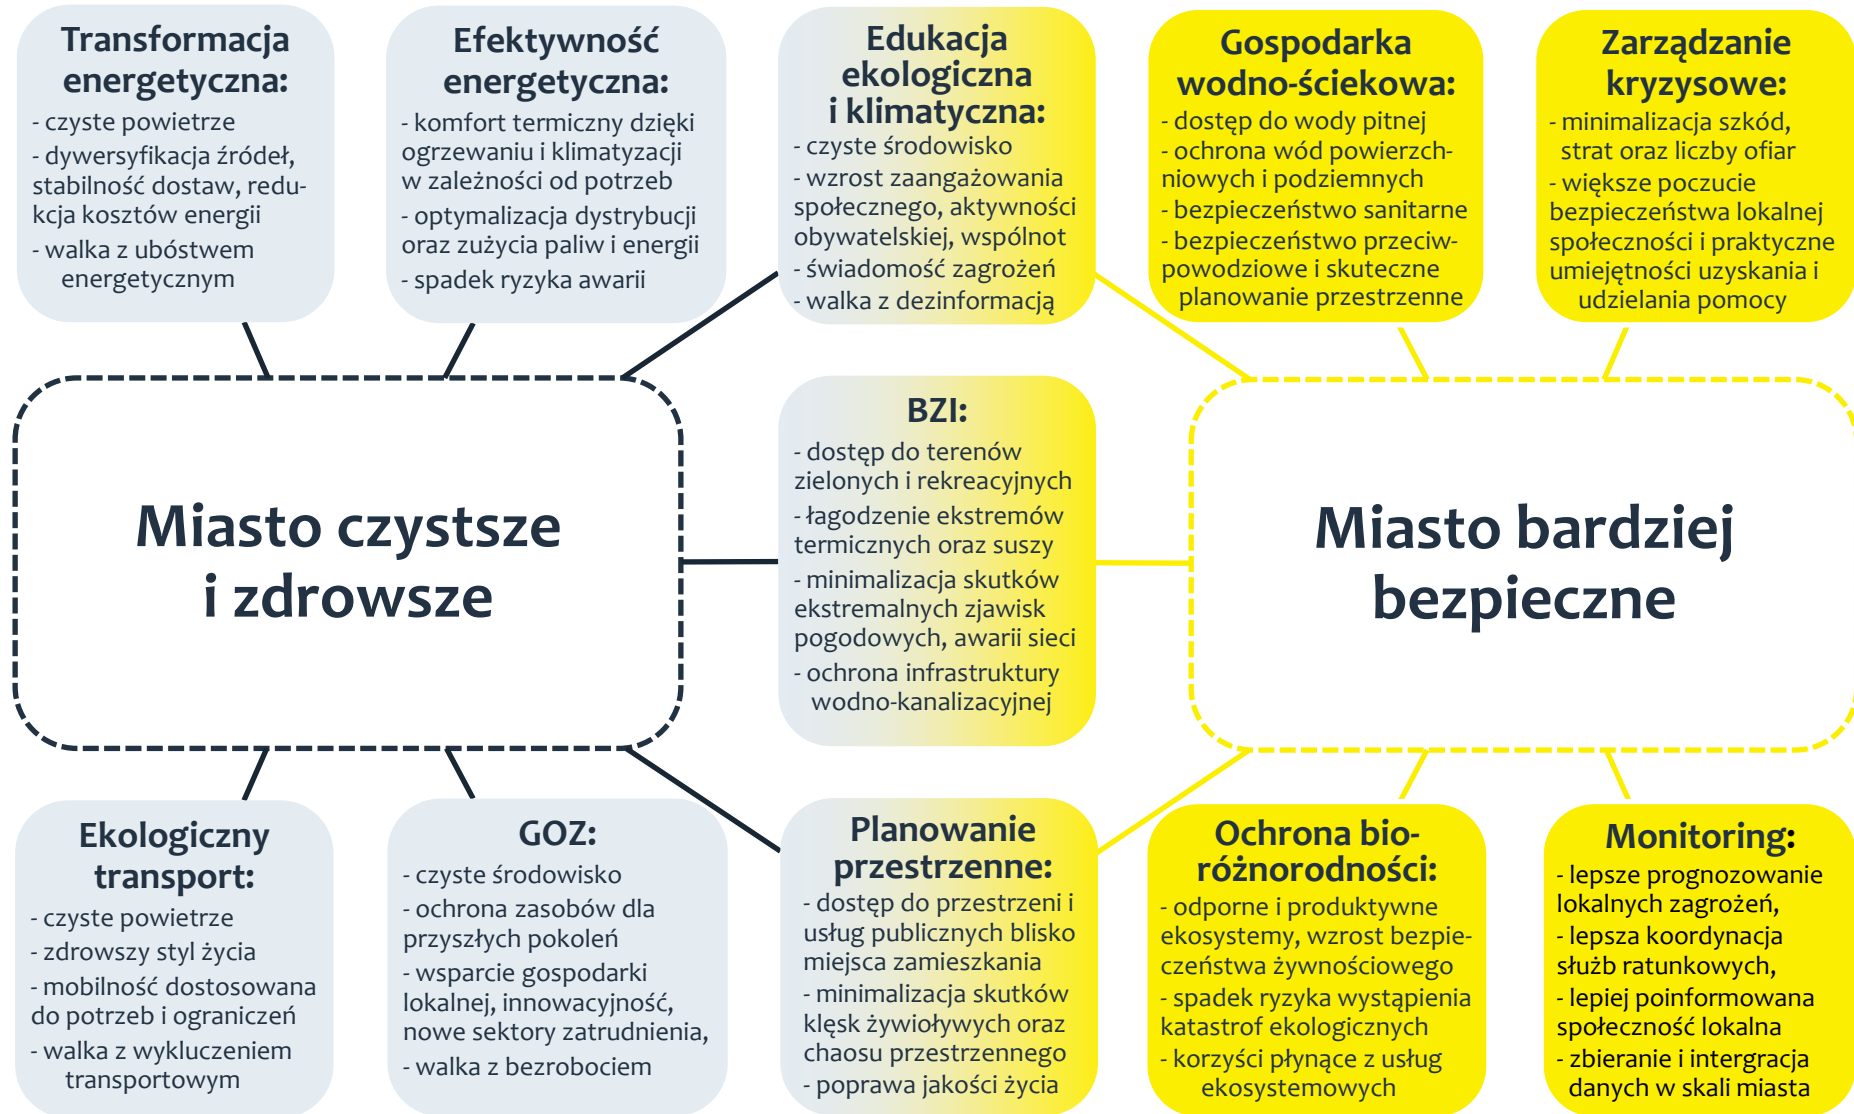 Transformacja
energetyczna:
- czyste powietrze
- dywersyfikacja źródeł,
stabilność dostaw, redu-
kcja kosztów energii
- walka z ubóstwem
energetycznym
Efektywność
energetyczna:
- komfort termiczny dzięki
ogrzewaniu i klimatyzacji
w zależności od potrzeb
- optymalizacja dystrybucji
oraz zużycia paliw i energii
- spadek ryzyka awarii
Edukacja
ekologiczna
i klimatyczna:
- czyste środowisko
- wzrost zaangażowania
społecznego, aktywności
obywatelskiej, wspólnot
- świadomość zagrożeń
- walka z dezinformacją
Gospodarka
wodno-ściekowa:
- dostęp do wody pitnej
- ochrona wód powierzch-
niowych i podziemnych
- bezpieczeństwo sanitarne
- bezpieczeństwo przeciw-
powodziowe i skuteczne
planowanie przestrzenne
Zarządzanie
kryzysowe:
- minimalizacja szkód,
strat oraz liczby ofiar
- większe poczucie
bezpieczeństwa lokalnej
społeczności i praktyczne
umiejętności uzyskania i
udzielania pomocy
Miasto czystsze
i zdrowsze
BZI:
- dostęp do terenów
zielonych i rekreacyjnych
- łagodzenie ekstremów
termicznych oraz suszy
- minimalizacja skutków
ekstremalnych zjawisk
pogodowych, awarii sieci
- ochrona infrastruktury
wodno-kanalizacyjnej
Miasto bardziej
bezpieczne
Ekologiczny
transport:
- czyste powietrze
- zdrowszy styl życia
- mobilność dostosowana
do potrzeb i ograniczeń
- walka z wykluczeniem
transportowym
GOZ:
- czyste środowisko
- ochrona zasobów dla
przyszłych pokoleń
- wsparcie gospodarki
lokalnej, innowacyjność,
nowe sektory zatrudnienia,
- walka z bezrobociem
Planowanie
przestrzenne:
- dostęp do przestrzeni i
usług publicznych blisko
miejsca zamieszkania
- minimalizacja skutków
klęsk żywioływych oraz
chaosu przestrzennego
- poprawa jakości życia
Ochrona bio-
różnorodności:
- odporne i produktywne
ekosystemy, wzrost bezpie-
czeństwa żywnościowego
- spadek ryzyka wystąpienia
katastrof ekologicznych
- korzyści płynące z usług
ekosystemowych
Monitoring:
- lepsze prognozowanie
lokalnych zagrożeń,
- lepsza koordynacja
służb ratunkowych,
- lepiej poinformowana
społeczność lokalna
- zbieranie i intergracja
danych w skali miasta